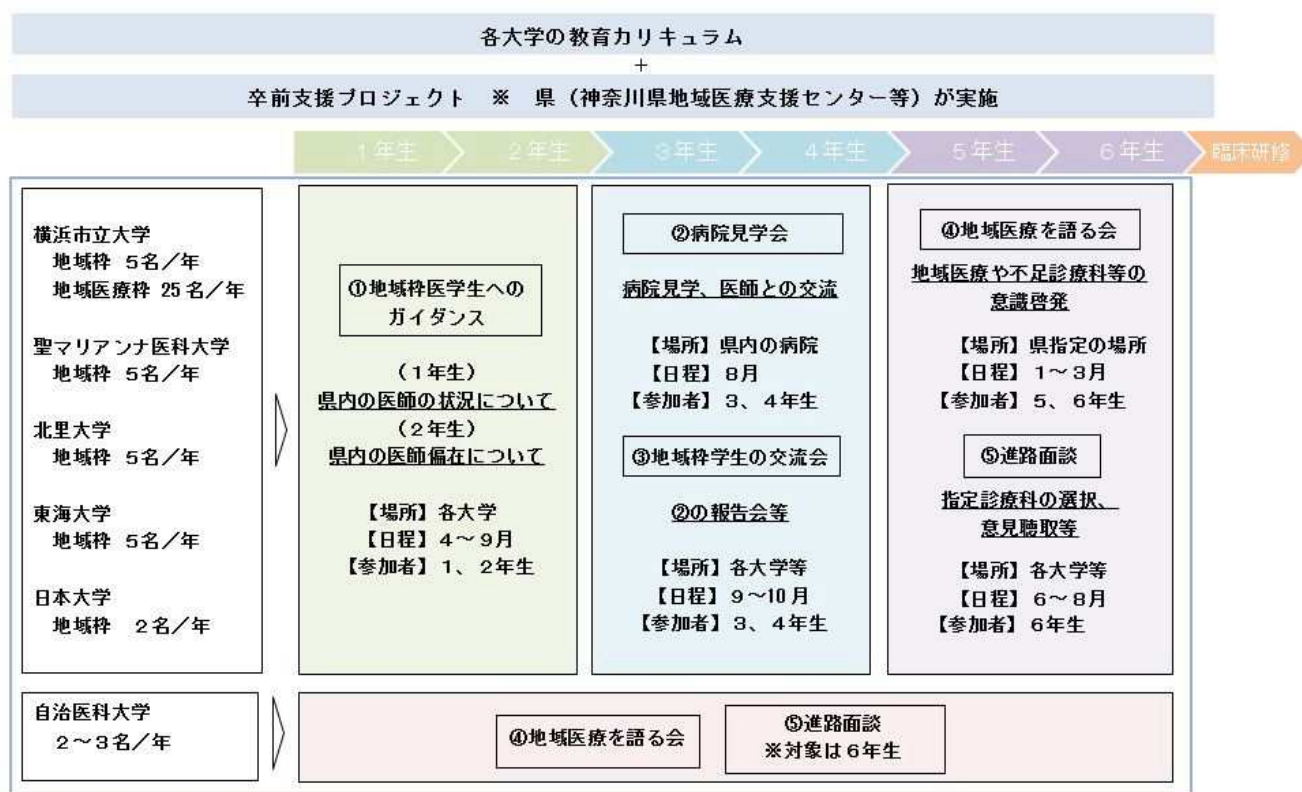 各大学の教育カリキュラム
+
卒前支援プロジェクト ※ 県（神奈川県地域医療支援センター等）が実施
1年生 2年生 3年生 4年生 5年生 6年生 臨床研修
横浜市立大学
地域枠 5名／年
地域医療枠 25名／年
聖マリアンナ医科大学
地域枠 5名／年
北里大学
地域枠 5名／年
東海大学
地域枠 5名／年
日本大学
地域枠 2名／年
①地域枠医学生への
ガイダンス
（1年生）
県内の医師の状況について
（2年生）
県内の医師偏在について
【場所】各大学
【日程】4～9月
【参加者】1、2年生
②病院見学会
病院見学、医師との交流
【場所】県内の病院
【日程】8月
【参加者】3、4年生
③地域枠学生の交流会
②の報告会等
【場所】各大学等
【日程】9～10月
【参加者】3、4年生
④地域医療を語る会
地域医療や不足診療科等の
意識啓発
【場所】県指定の場所
【日程】1～3月
【参加者】5、6年生
⑤進路面談
指定診療科の選択、
意見聴取等
【場所】各大学等
【日程】6～8月
【参加者】6年生
自治医科大学
2～3名／年
④地域医療を語る会
⑤進路面談
※対象は6年生